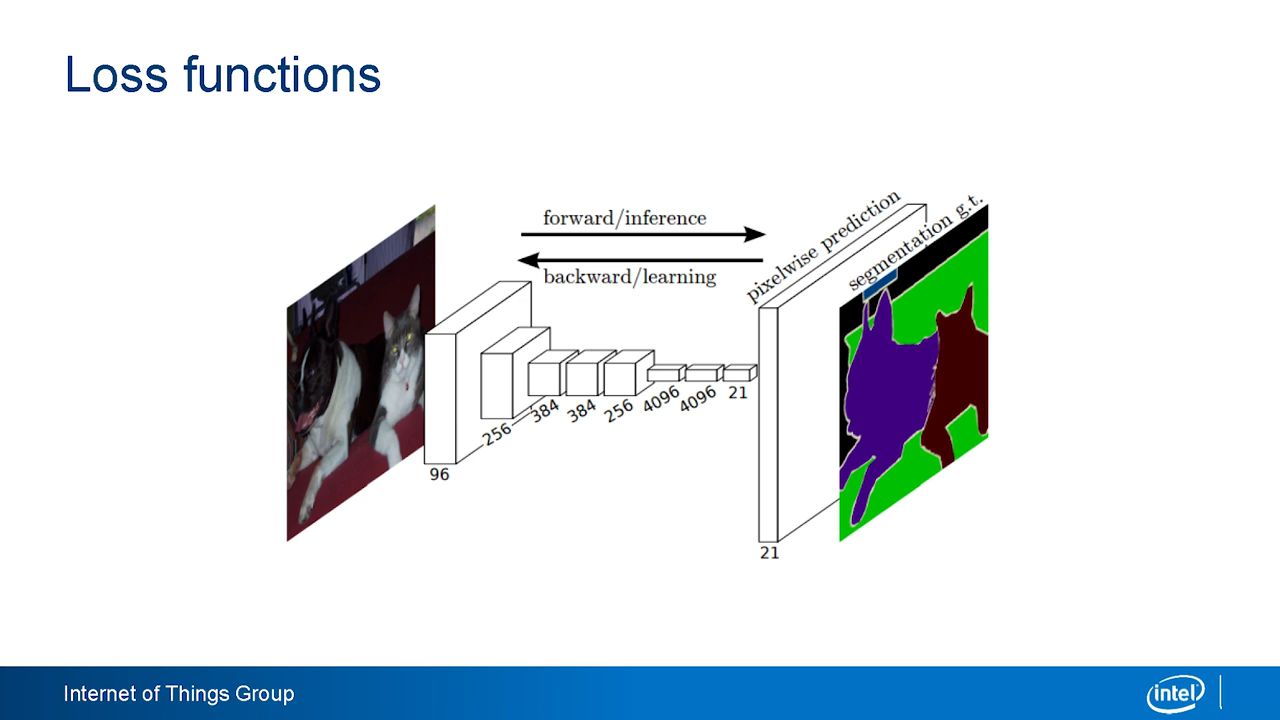 Loss functions
forward/inference
backward/learning
pixelwise prediction
segmentation g.t.
96
256
384
384
256
4096
4096
21
21
Internet of Things Group
intel